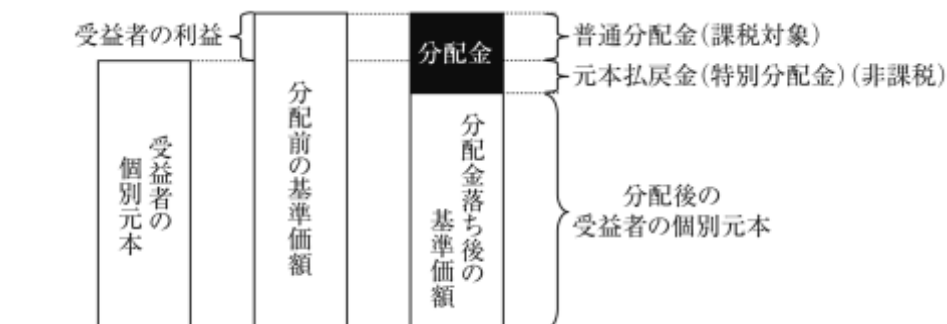 受益者の利益
受益者の
個別元本
分配前の基準価額
分配金
分配金落ち後の
基準価額
普通分配金(課税対象)
元本払戻金(特別分配金)(非課税)
分配後の
受益者の個別元本